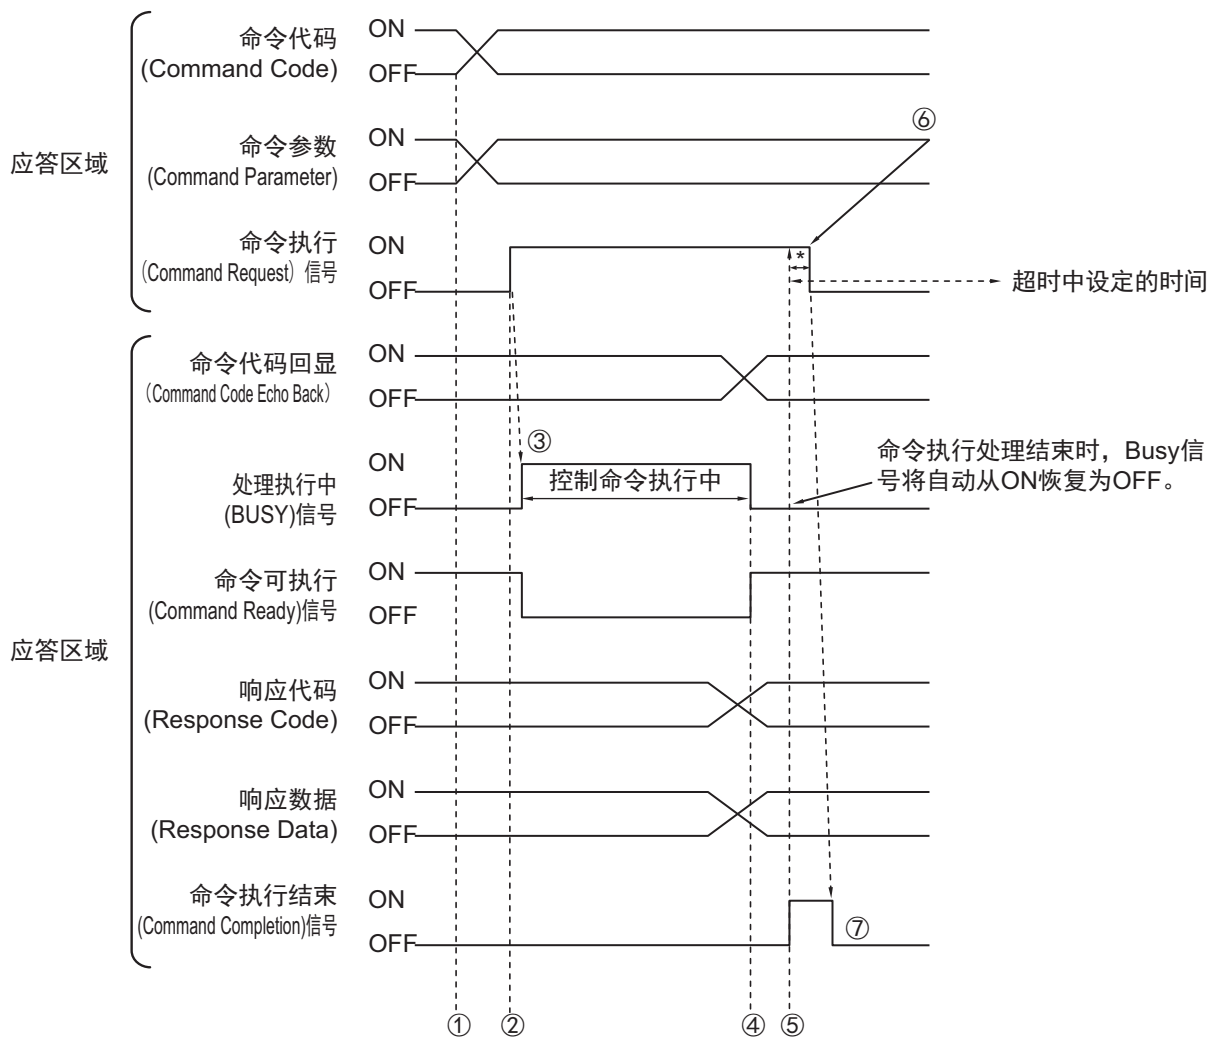 命令代码
(Command Code)
ON
OFF
应答区域
命令参数
(Command Parameter)
ON
OFF
⑥
命令执行
(Command Request) 信号
ON
OFF
*
超时中设定的时间
命令代码回显
(Command Code Echo Back)
ON
OFF
③
处理执行中
(BUSY)信号
ON
OFF
控制命令执行中
命令执行处理结束时，Busy信
号将自动从ON恢复为OFF。
命令可执行
(Command Ready)信号
ON
OFF
应答区域
响应代码
(Response Code)
ON
OFF
响应数据
(Response Data)
ON
OFF
命令执行结束
(Command Completion)信号
ON
OFF
⑦
① ② ④ ⑤